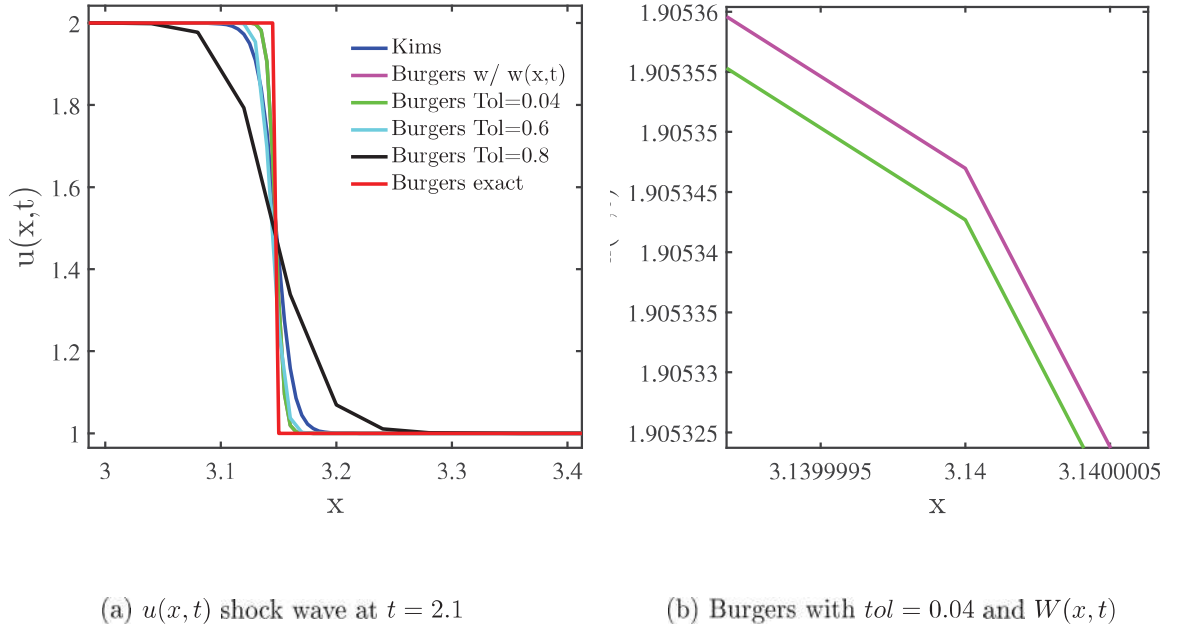 2
1.8
1.6
1.4
1.2
1
u(x,t)
Kims
Burgers w/ w(x,t)
Burgers Tol=0.04
Burgers Tol=0.6
Burgers Tol=0.8
Burgers exact
3 3.1 3.2 3.3 3.4
x
1.90536
1.905355
1.90535
1.905345
1.90534
1.905335
1.90533
1.905325
3.1399995 3.14 3.1400005
x
(a) u(x, t) shock wave at t = 2.1
(b) Burgers with tol = 0.04 and W(x, t)